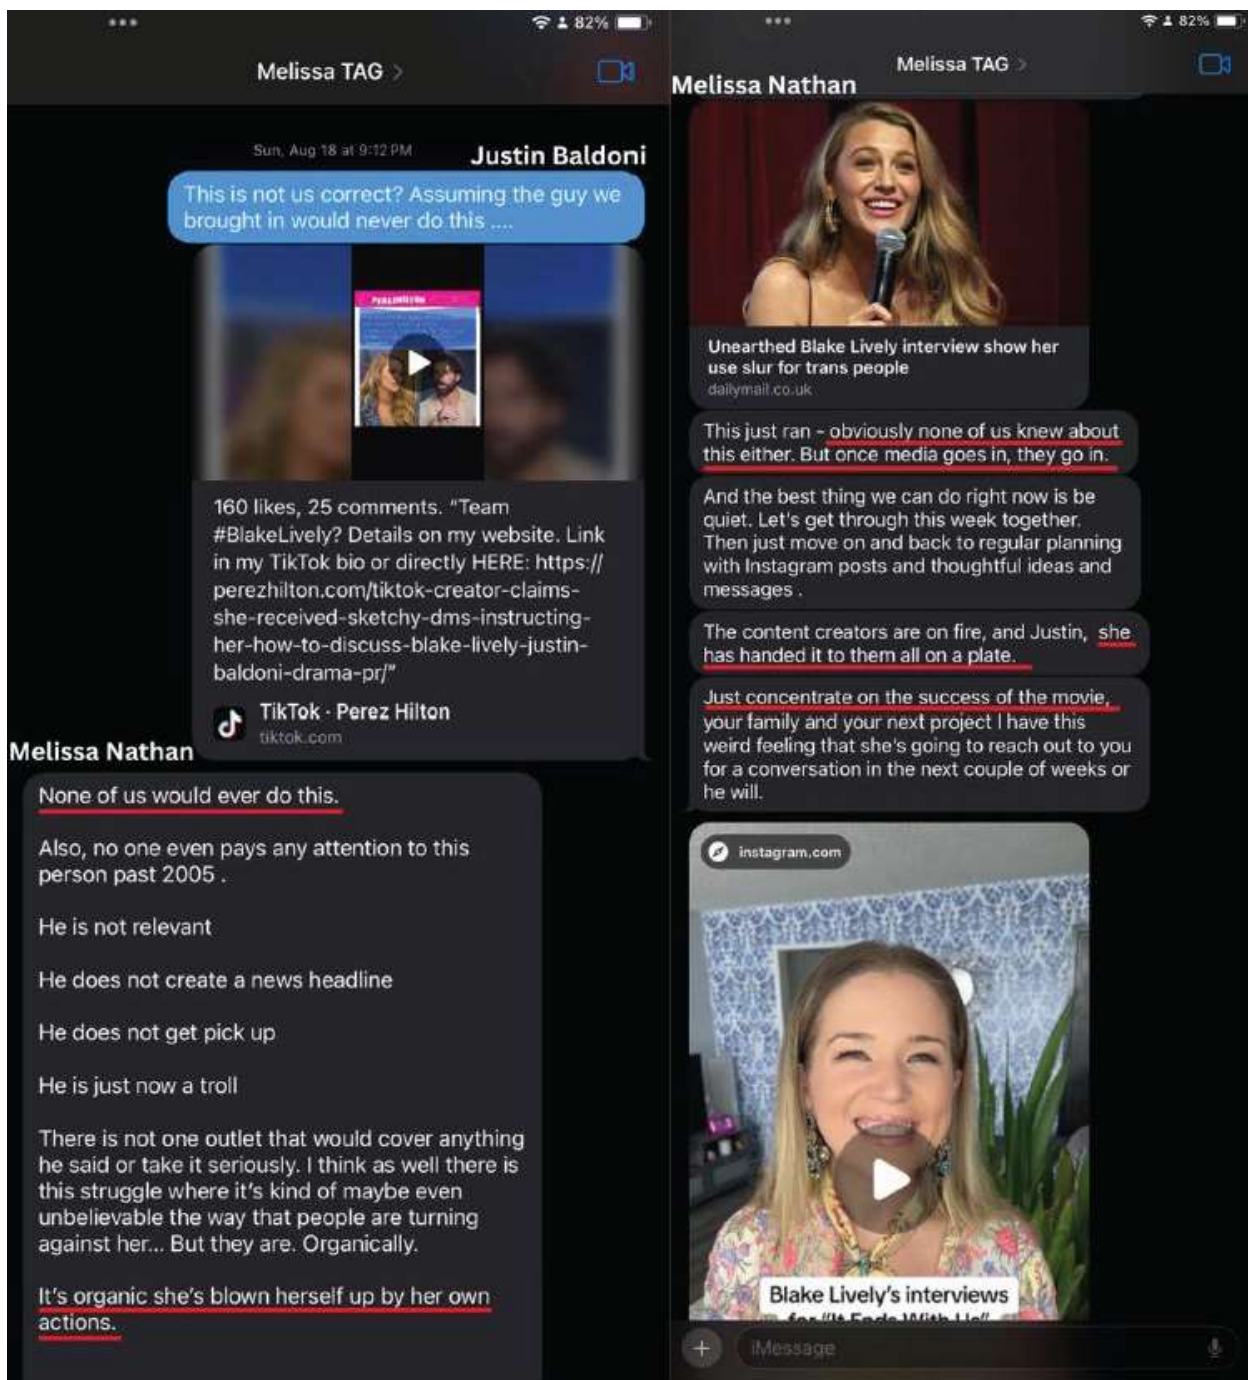 82%
Melissa TAG >
Sun, Aug 18 at 9:12 PM
Justin Baldoni
This is not us correct? Assuming the guy we
brought in would never do this ....
160 likes, 25 comments. “Team
#BlakeLively? Details on my website. Link
in my TikTok bio or directly HERE: https://
perezhilton.com/tiktok-creator-claims-
she-received-sketchy-dms-instructing-
her-how-to-discuss-blake-lively-justin-
baldoni-drama-pr/”
TikTok · Perez Hilton
tiktok.com
Melissa Nathan
None of us would ever do this.
Also, no one even pays any attention to this
person past 2005 .
He is not relevant
He does not create a news headline
He does not get pick up
He is just now a troll
There is not one outlet that would cover anything
he said or take it seriously. I think as well there is
this struggle where it’s kind of maybe even
unbelievable the way that people are turning
against her... But they are. Organically.
It’s organic she’s blown herself up by her own
actions.
82%
Melissa TAG >
Melissa Nathan
Unearthed Blake Lively interview show her
use slur for trans people
dailymail.co.uk
This just ran – obviously none of us knew about
this either. But once media goes in, they go in.
And the best thing we can do right now is be
quiet. Let's get through this week together.
Then just move on and back to regular planning
with Instagram posts and thoughtful ideas and
messages .
The content creators are on fire, and Justin, she
has handed it to them all on a plate.
Just concentrate on the success of the movie,
your family and your next project I have this
weird feeling that she's going to reach out to you
for a conversation in the next couple of weeks or
he will.
instagram.com
Blake Lively’s interviews
for “It Ends With Us”
iMessage